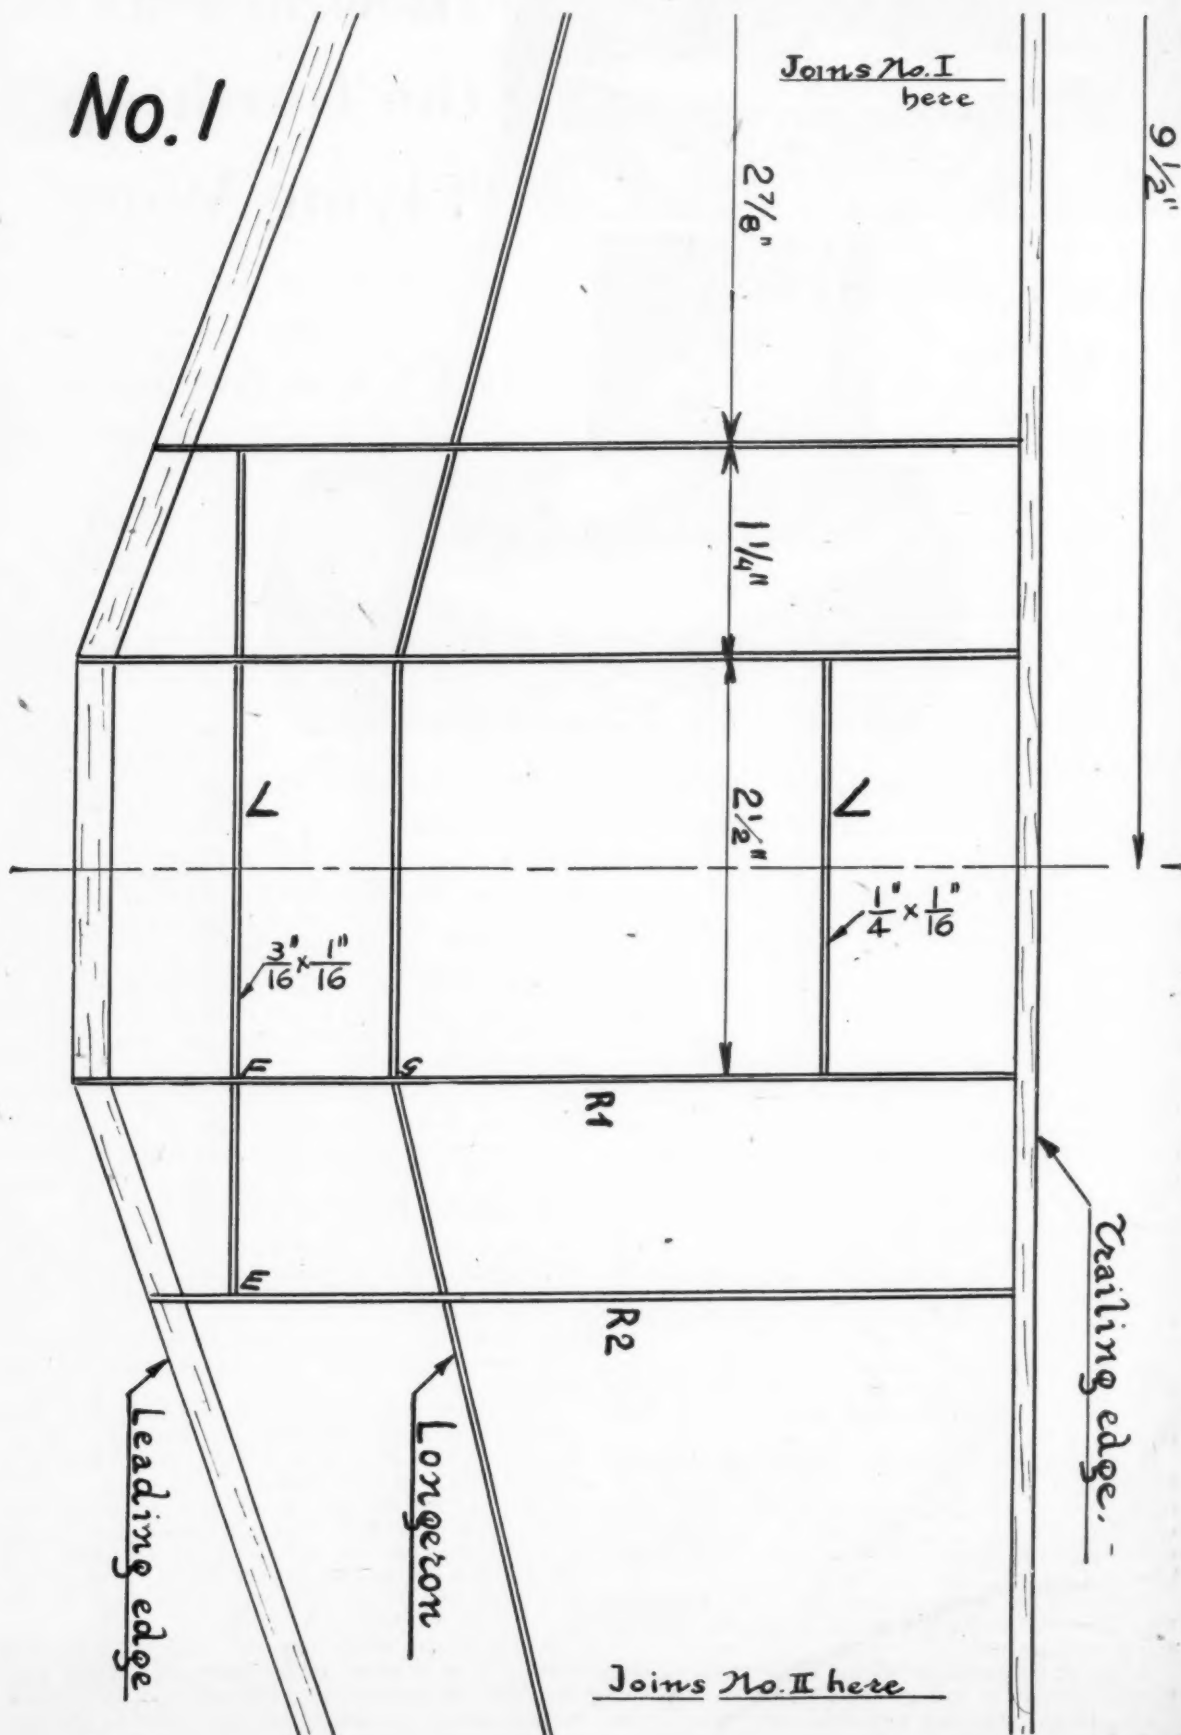 No. 1
Joins No. I
here
9 1/2"
2 7/8"
1 1/4"
2 1/2"
L
L
1/4" x 1/16"
3/16" x 1/16"
F
G
R1
E
R2
Trailing edge.-
Longeron
Leading edge
Joins No. II here